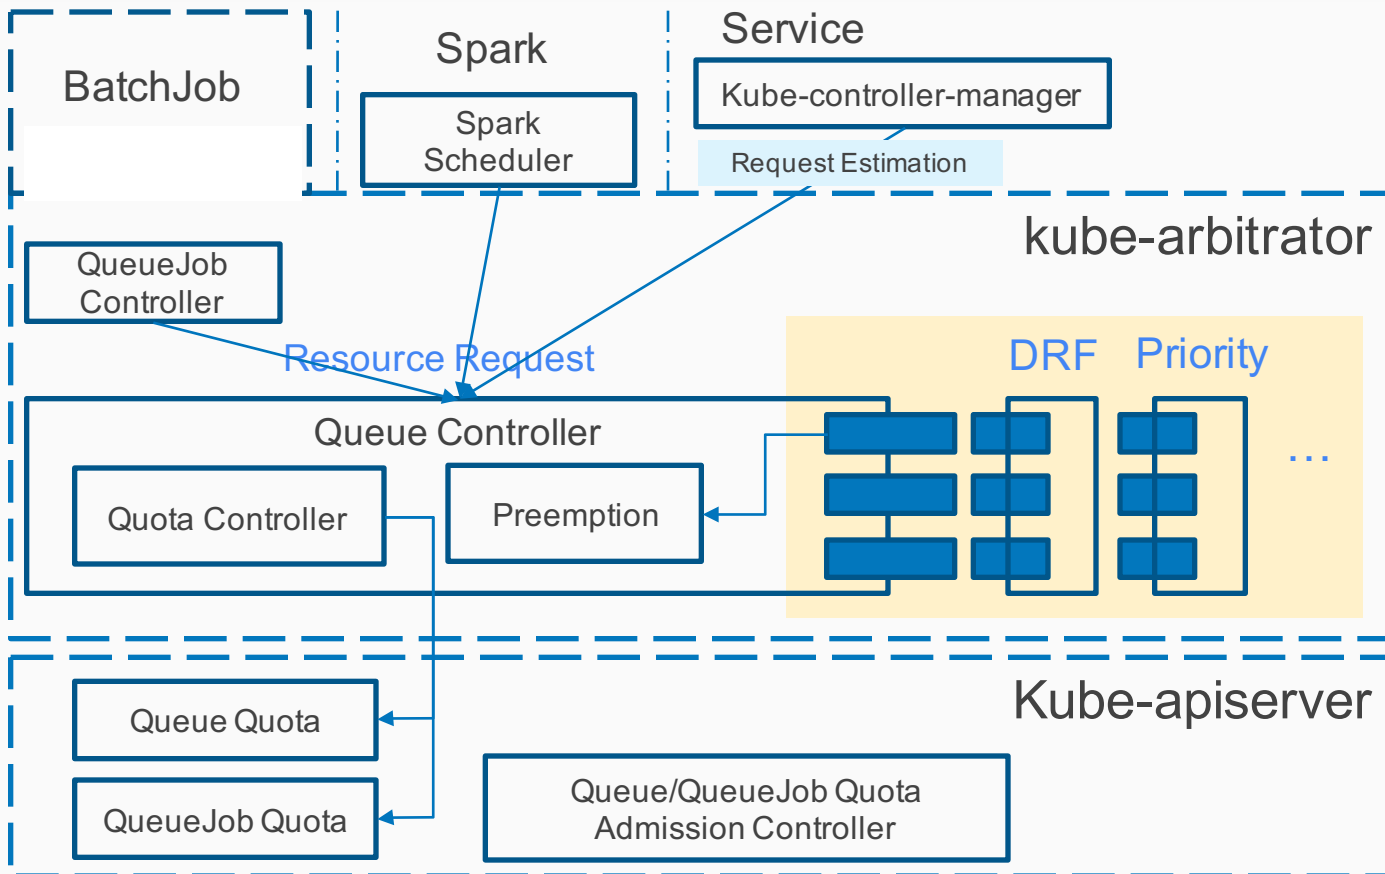 BatchJob
Spark
Spark
Scheduler
Service
Kube-controller-manager
Request Estimation
kube-arbitrator
QueueJob
Controller
Resource Request
DRF
Priority
Queue Controller
Quota Controller
Preemption
...
Kube-apiserver
Queue Quota
QueueJob Quota
Queue/QueueJob Quota
Admission Controller